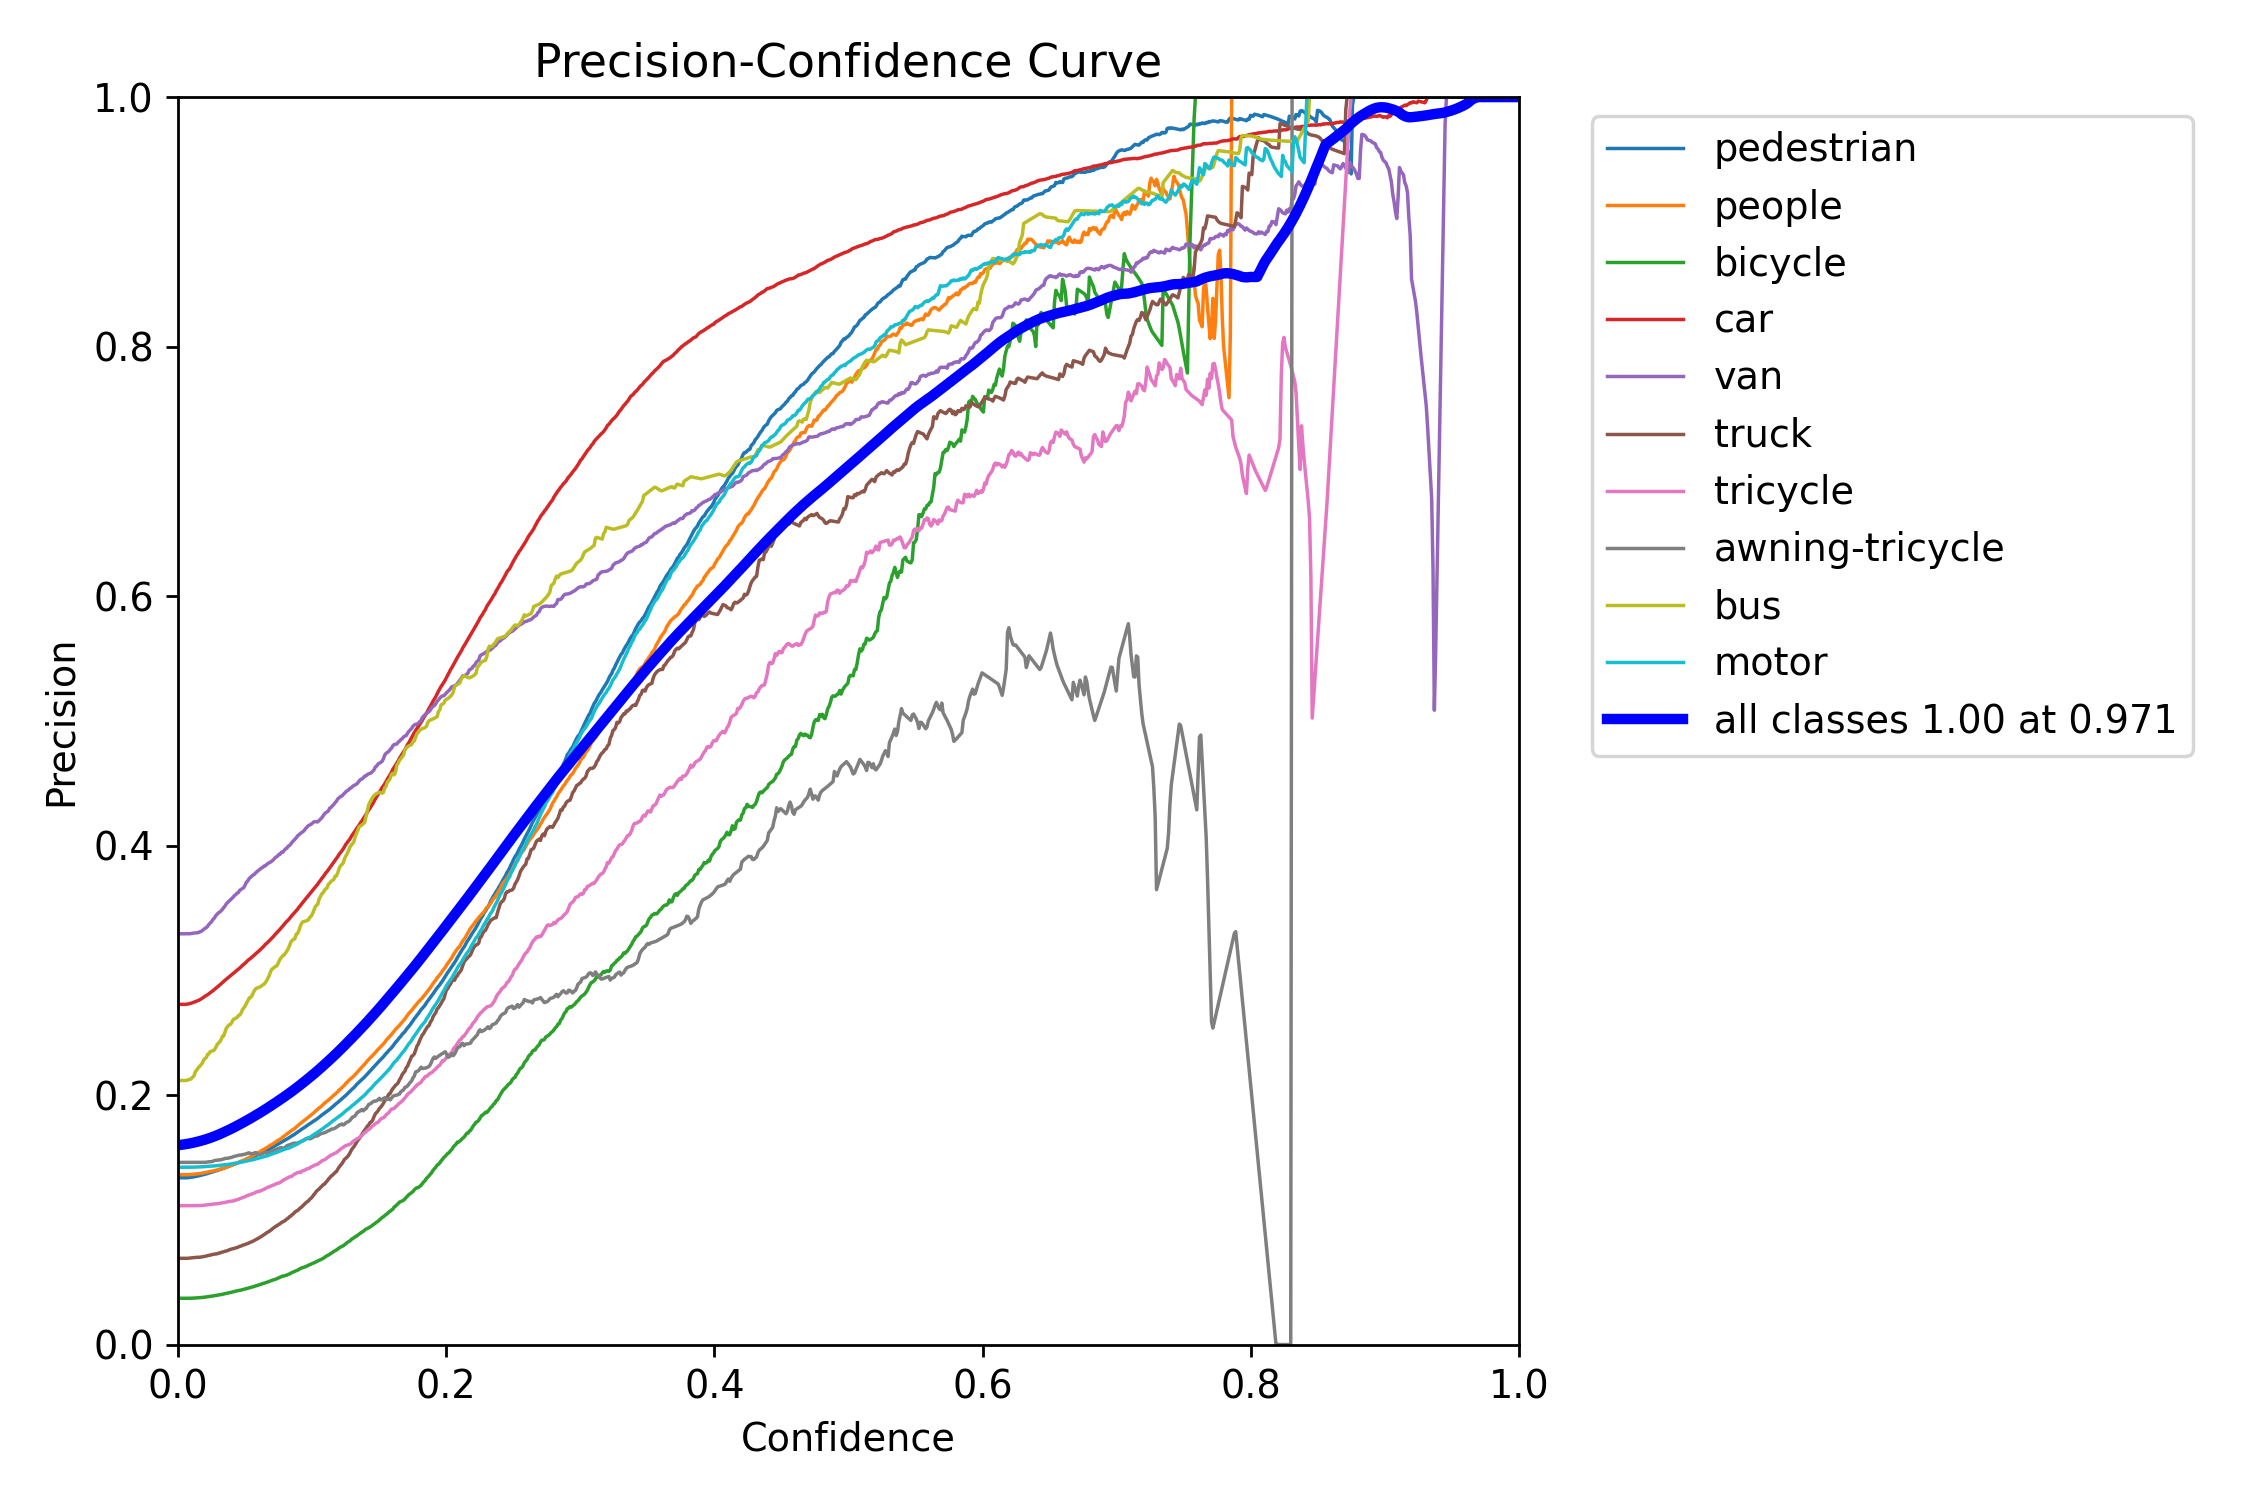 Precision-Confidence Curve
1.0
0.8
0.6
0.4
0.2
0.0
Precision
0.0 0.2 0.4 0.6 0.8 1.0
Confidence
pedestrian
people
bicycle
car
van
truck
tricycle
awning-tricycle
bus
motor
all classes 1.00 at 0.971